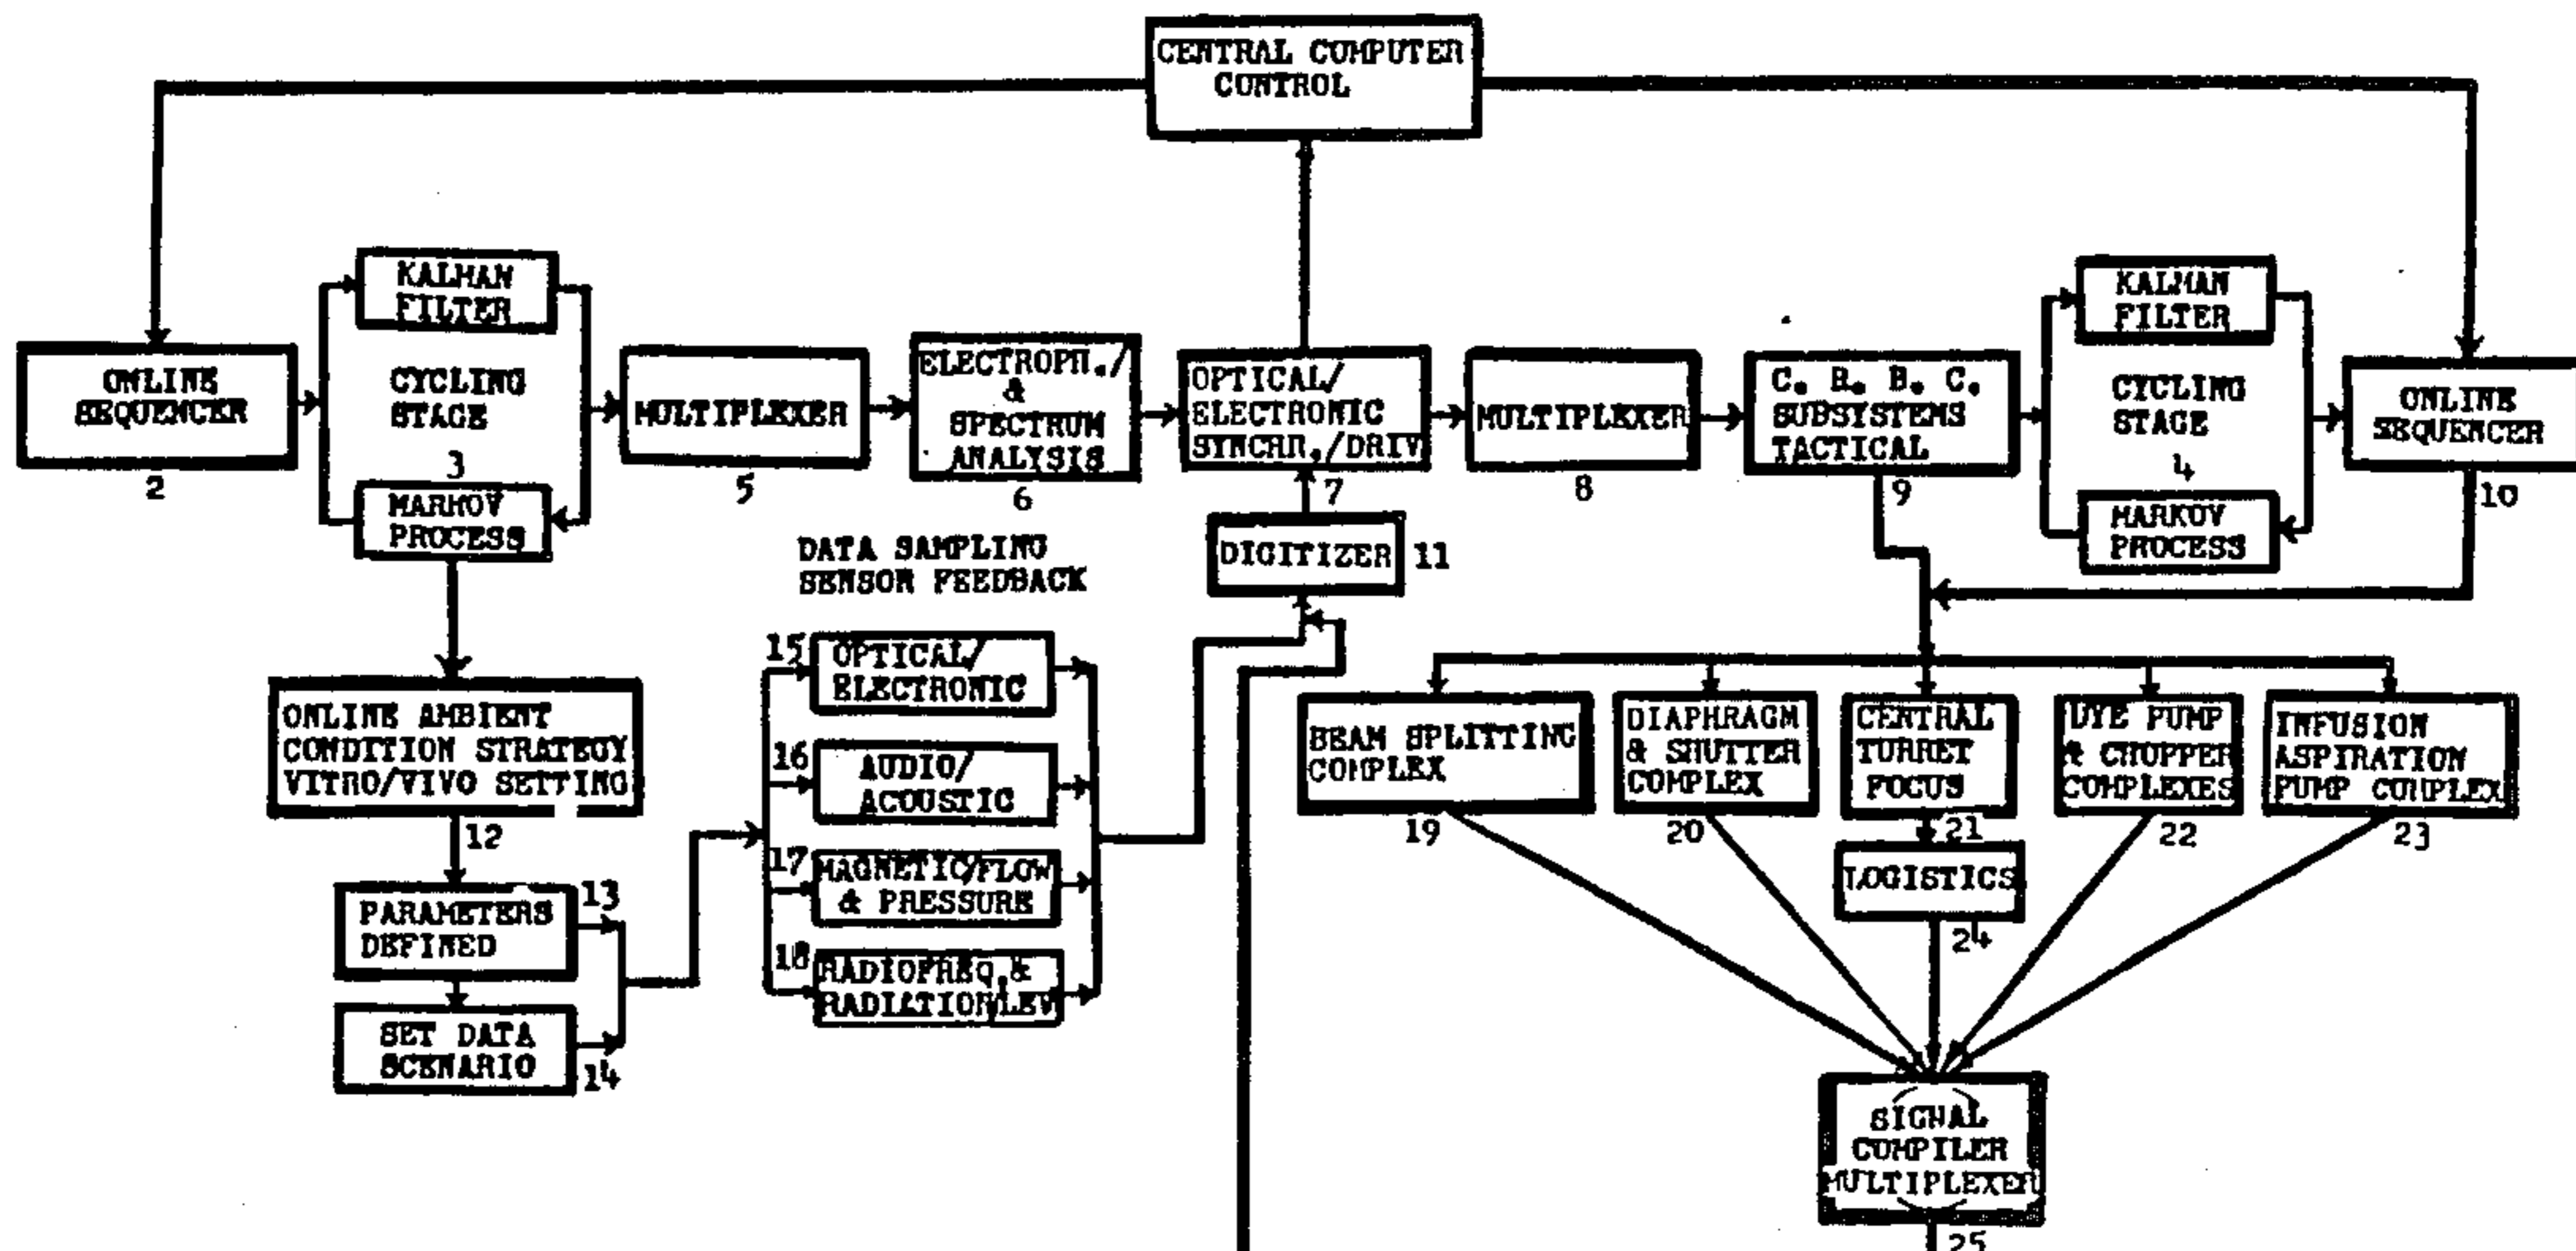 CENTRAL COMPUTER
CONTROL
KALMAN
FILTER
ONLINE
SEQUENCER
2
CYCLING
STAGE
3
MARKOV
PROCESS
MULTIPLEXER
5
ELECTROPH./
&
SPECTRUM
ANALYSIS
6
OPTICAL/
ELECTRONIC
SYNCHR./DRIV
7
MULTIPLEXER
8
C. R. B. C.
SUBSYSTEMS
TACTICAL
9
KALMAN
FILTER
CYCLING
STAGE
4
MARKOV
PROCESS
ONLINE
SEQUENCER
10
DIGITIZER
11
DATA SAMPLING
SENSOR FEEDBACK
ONLINE AMBIENT
CONDITION STRATEGY
VITRO/VIVO SETTING
12
PARAMETERS
DEFINED
13
SET DATA
SCENARIO
14
15
OPTICAL/
ELECTRONIC
16
AUDIO/
ACOUSTIC
17
MAGNETIC/FLOW
& PRESSURE
18
RADIOFREQ.&
RADIATION/LEV
BEAM SPLITTING
COMPLEX
19
DIAPHRAGM
& SHUTTER
COMPLEX
20
CENTRAL
TURRET
FOCUS
21
DYE PUMP
& CHOPPER
COMPLEXES
22
INFUSION
ASPIRATION
PUMP COMPLEX
23
LOGISTICS
24
SIGNAL
COMPILER
MULTIPLEXER
25